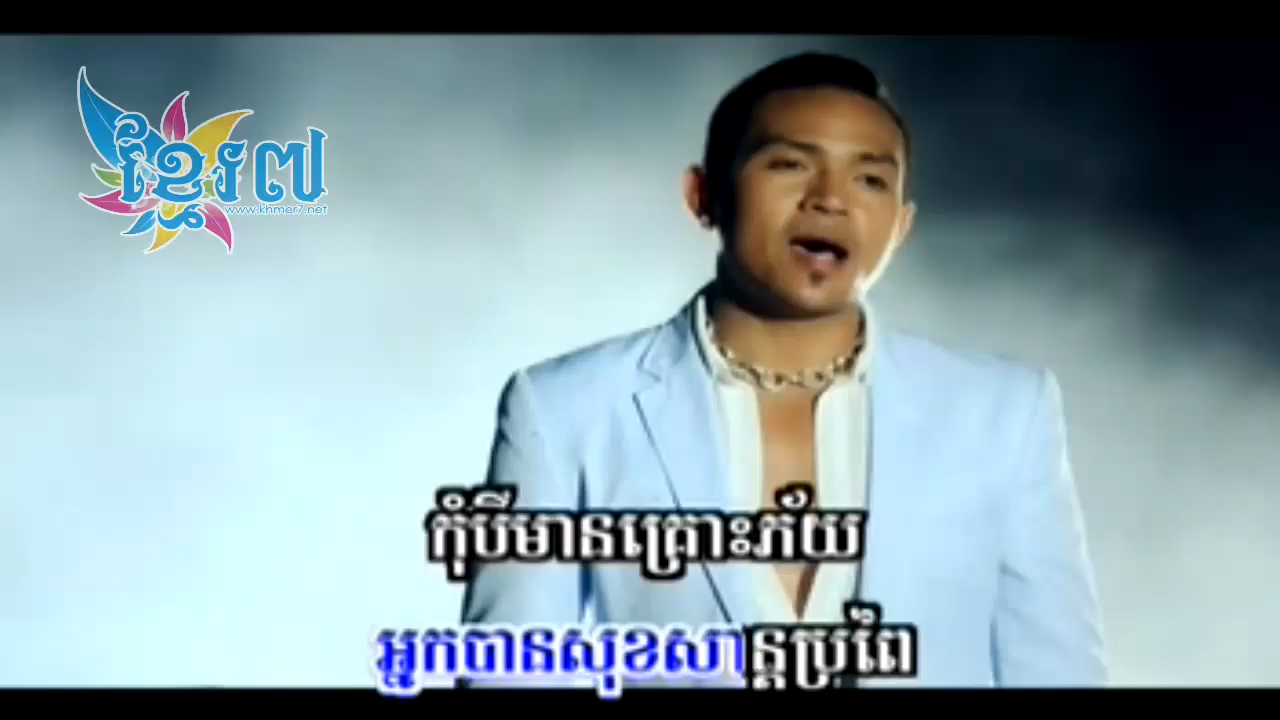 ខ្មែរ៧
www.khmer7.net
កុំបីមានគ្រោះភ័យ
អ្នកបានសុខសាន្តប្រពៃ